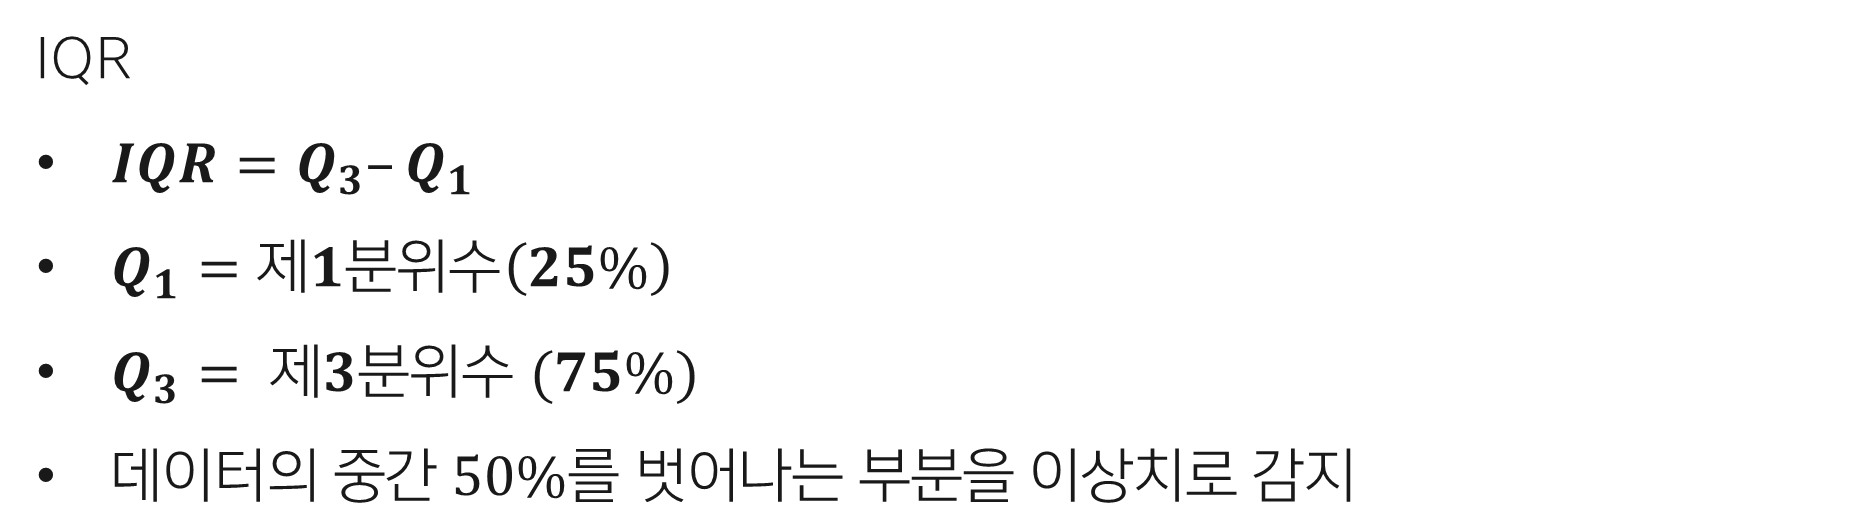 IQR
• IQR = Q₃− Q₁
• Q₁ = 제1분위수(25%)
• Q₃ = 제3분위수 (75%)
• 데이터의 중간 50%를 벗어나는 부분을 이상치로 감지